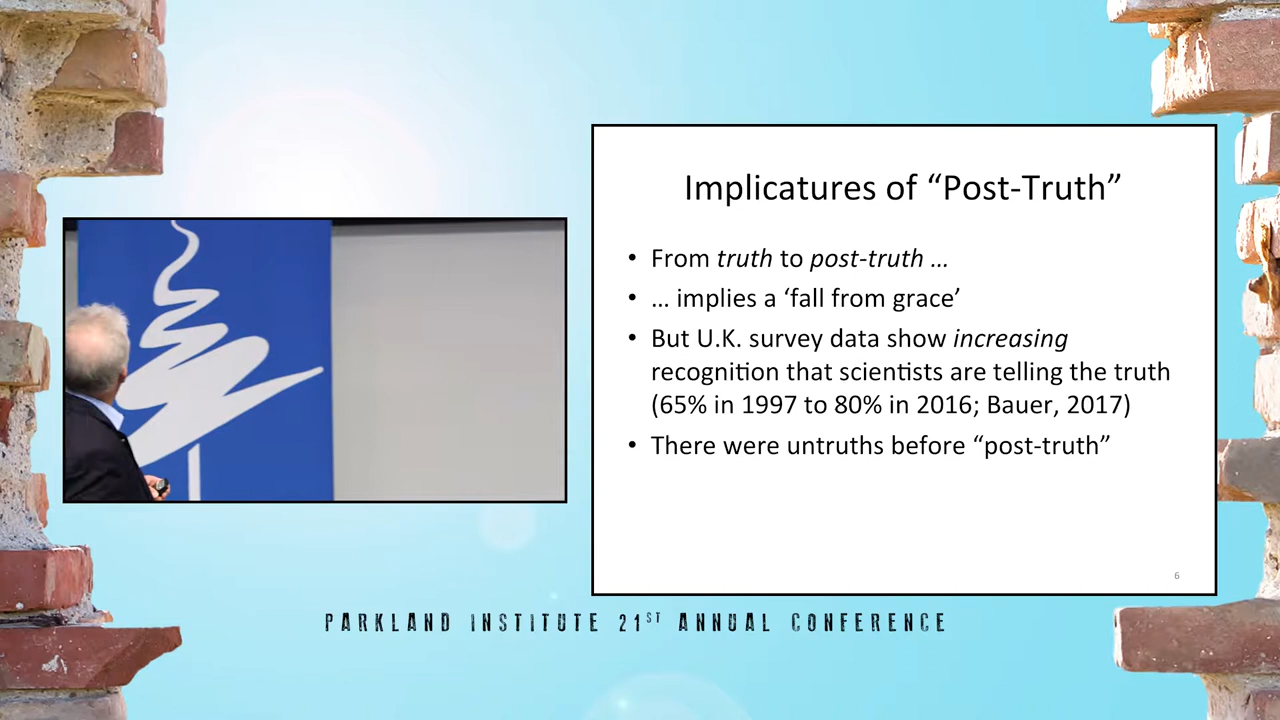 Implicatures of “Post-Truth”
• From truth to post-truth …
• … implies a ‘fall from grace’
• But U.K. survey data show increasing
recognition that scientists are telling the truth
(65% in 1997 to 80% in 2016; Bauer, 2017)
• There were untruths before “post-truth”
6
PARKLAND INSTITUTE 21ST ANNUAL CONFERENCE